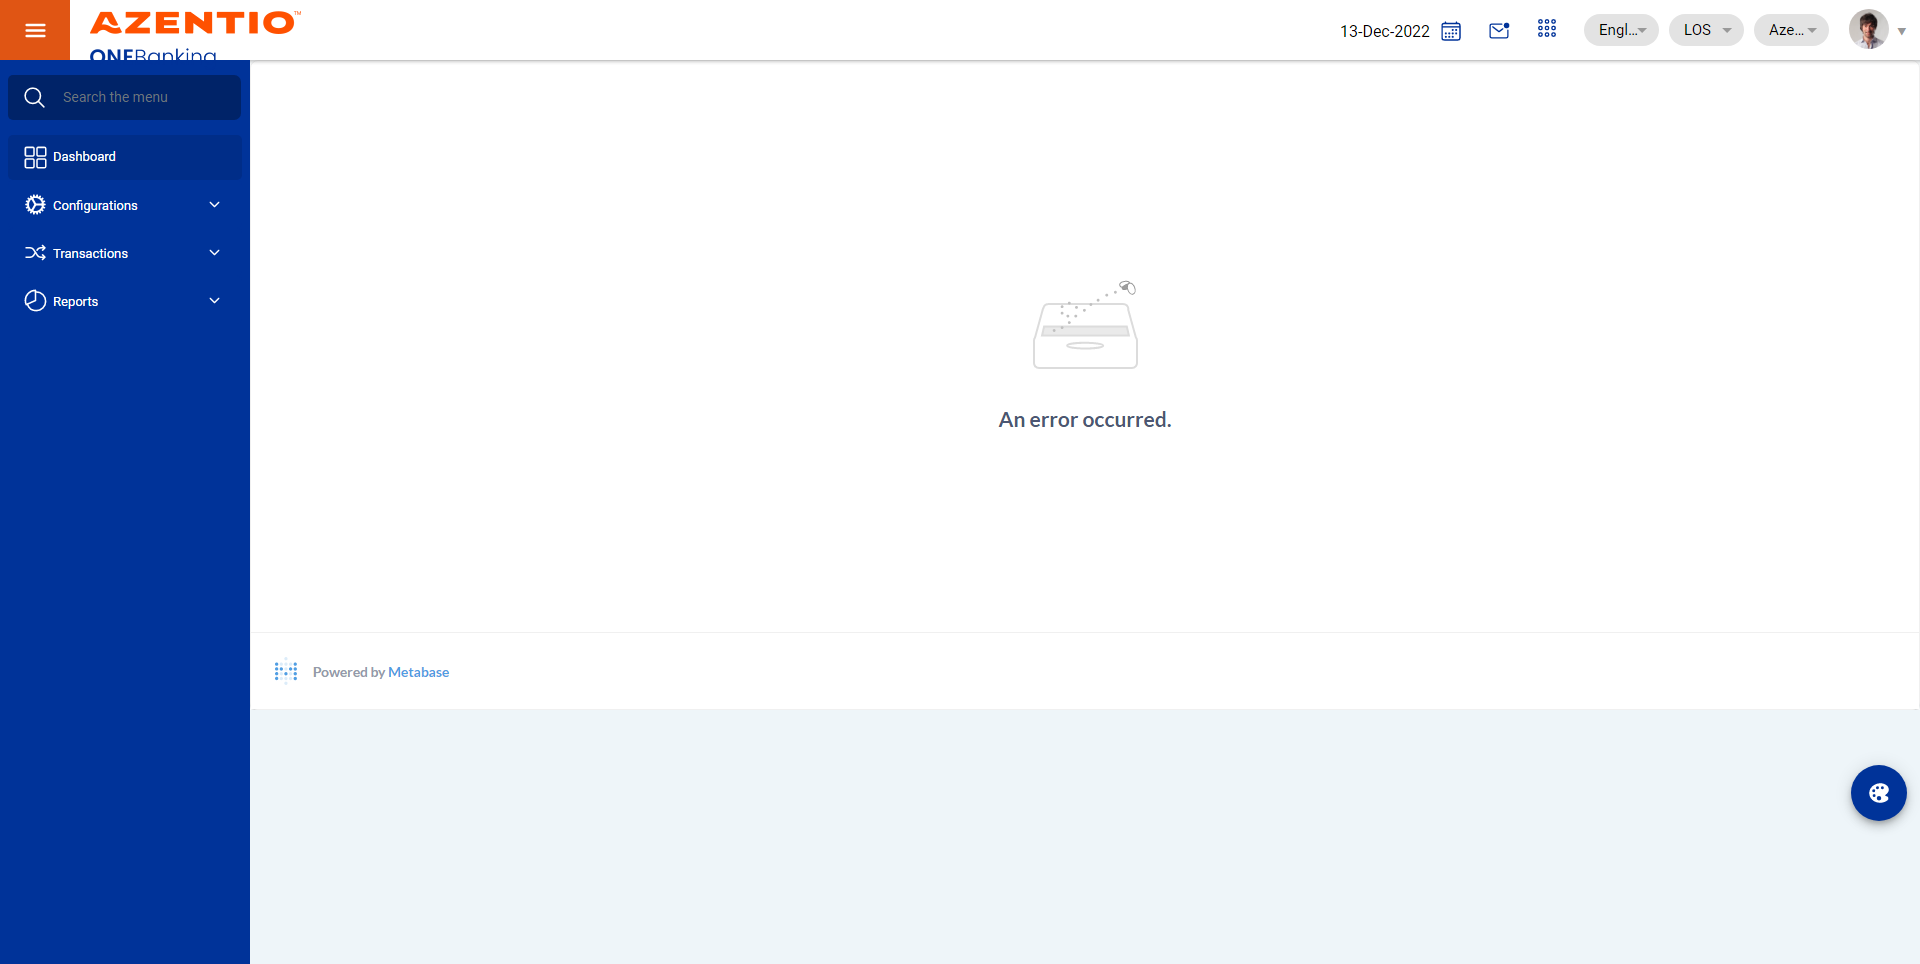 AZENTIO™
ONEBanking
13-Dec-2022
Engl...
LOS
Aze...
Search the menu
Dashboard
Configurations
Transactions
Reports
An error occurred.
Powered by Metabase